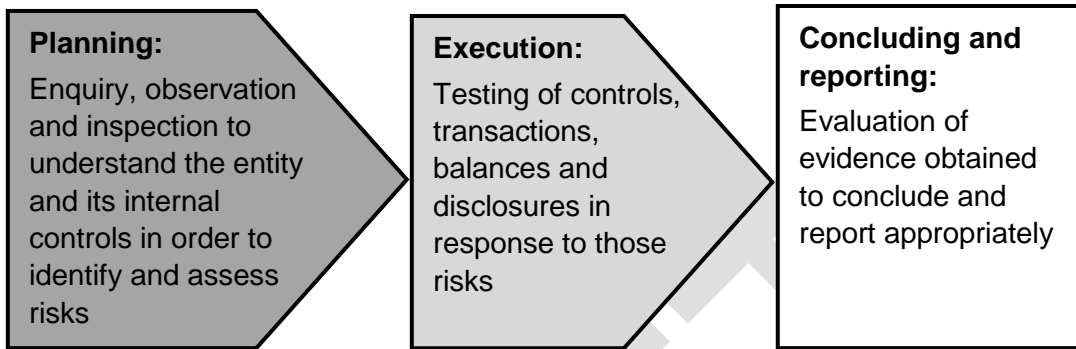 Planning:
Enquiry, observation
and inspection to
understand the entity
and its internal
controls in order to
identify and assess
risks
Execution:
Testing of controls,
transactions,
balances and
disclosures in
response to those
risks
Concluding and
reporting:
Evaluation of
evidence obtained
to conclude and
report appropriately